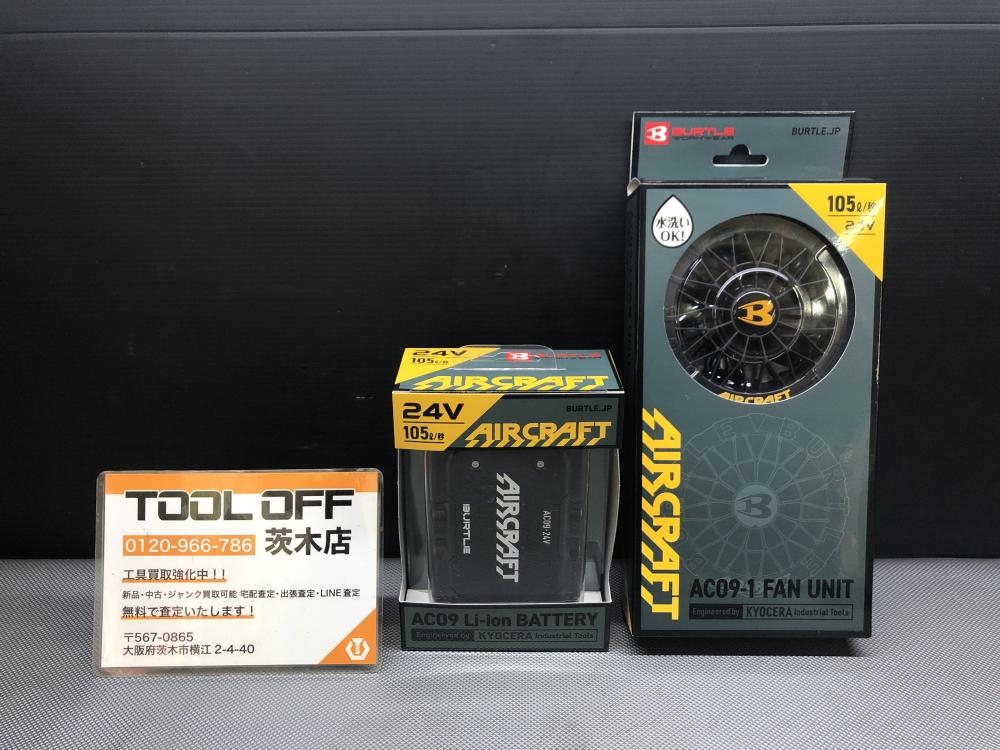 TOOL OFF
0120-966-786 茨木店
工具買取強化中！！
新品・中古・ジャンク買取可能 宅配査定・出張査定・LINE査定
無料で査定いたします！
〒567-0865
大阪府茨木市横江 2-4-40
24V
105ℓ/秒
BURTLE
AIRCRAFT
24V
105ℓ/秒
BURTLE.JP
AIRCRAFT
AIRCRAFT
BURTLE
AC09-24V
AC09 Li-ion BATTERY
Engineered by KYOCERA Industrial Tools
B BURTLE
BURTLE.JP
水洗い
OK!
105ℓ/秒
24V
B
AIRCRAFT
AIRCRAFT
B
AC09-1 FAN UNIT
Engineered by KYOCERA Industrial Tools